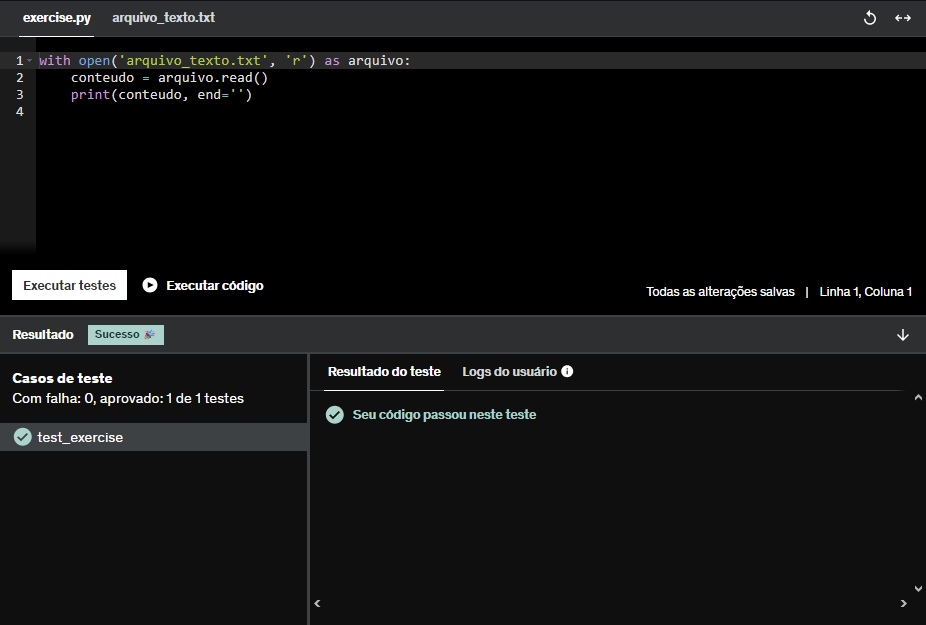 exercise.py arquivo_texto.txt
1 with open('arquivo_texto.txt', 'r') as arquivo:
2 conteudo = arquivo.read()
3 print(conteudo, end='')
4
Executar testes Executar código
Todas as alterações salvas | Linha 1, Coluna 1
Resultado Sucesso 🎉
Casos de teste
Com falha: 0, aprovado: 1 de 1 testes
test_exercise
Resultado do teste Logs do usuário
Seu código passou neste teste